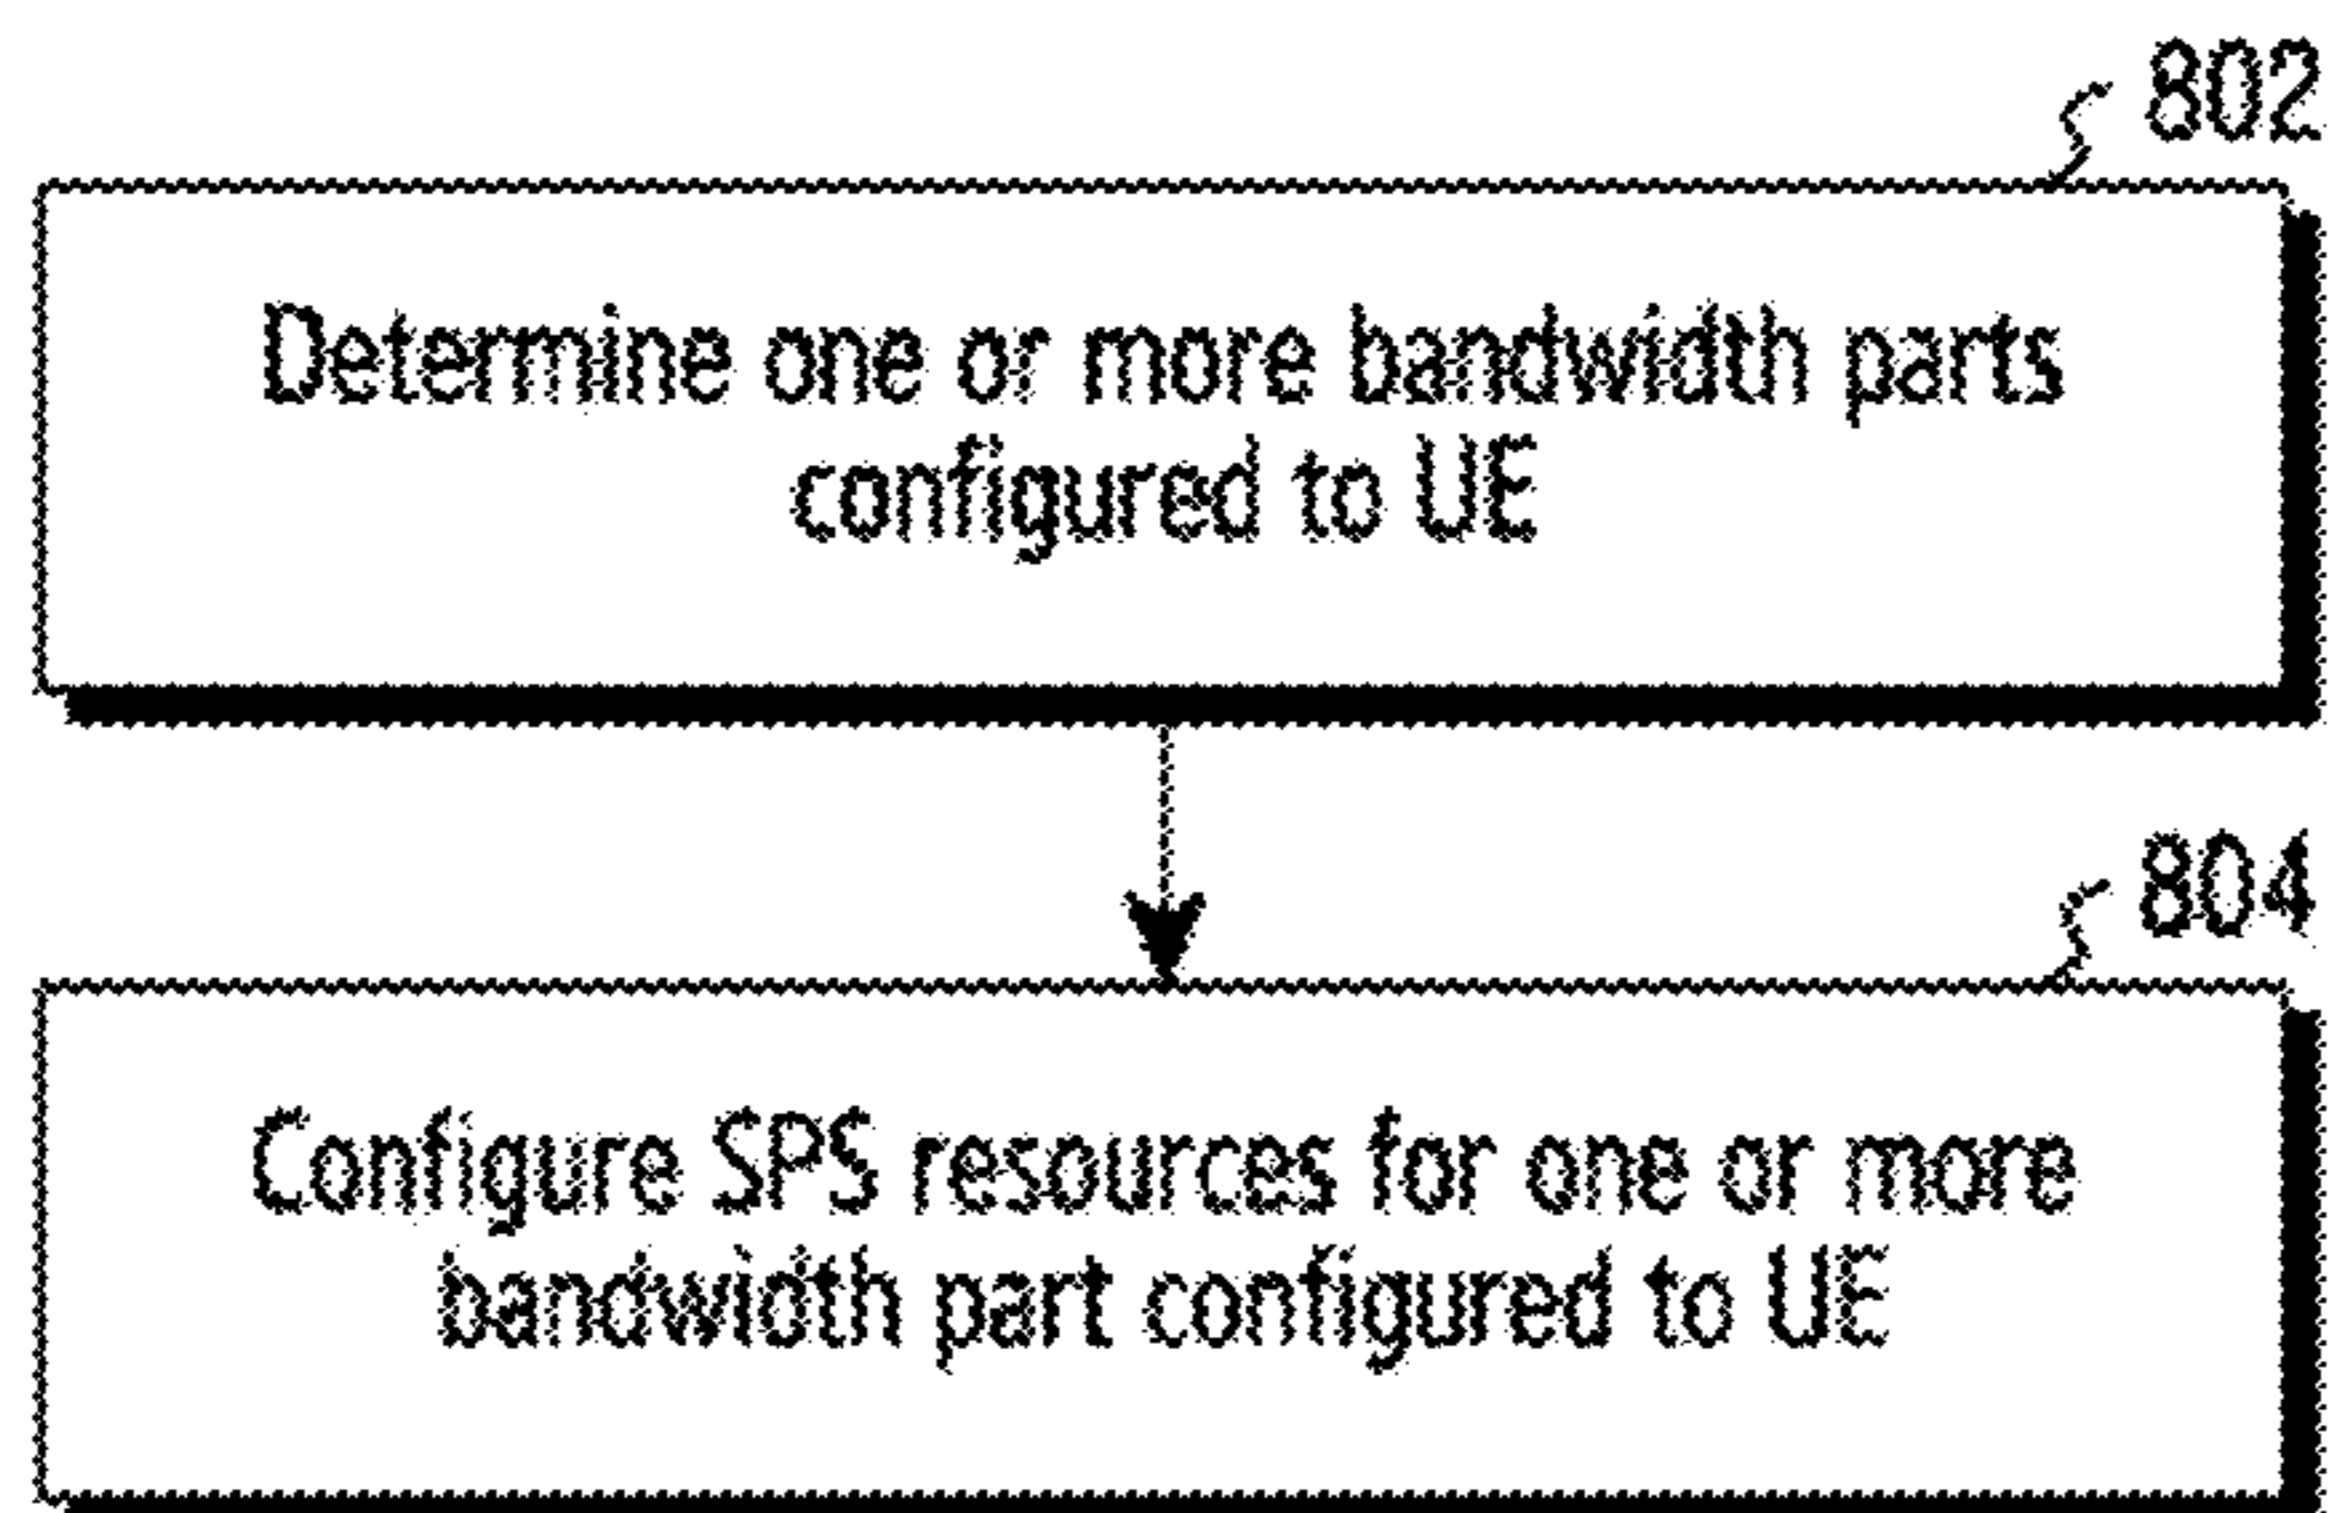 802
Determine one or more bandwidth parts
configured to UE
804
Configure SPS resources for one or more
bandwidth part configured to UE